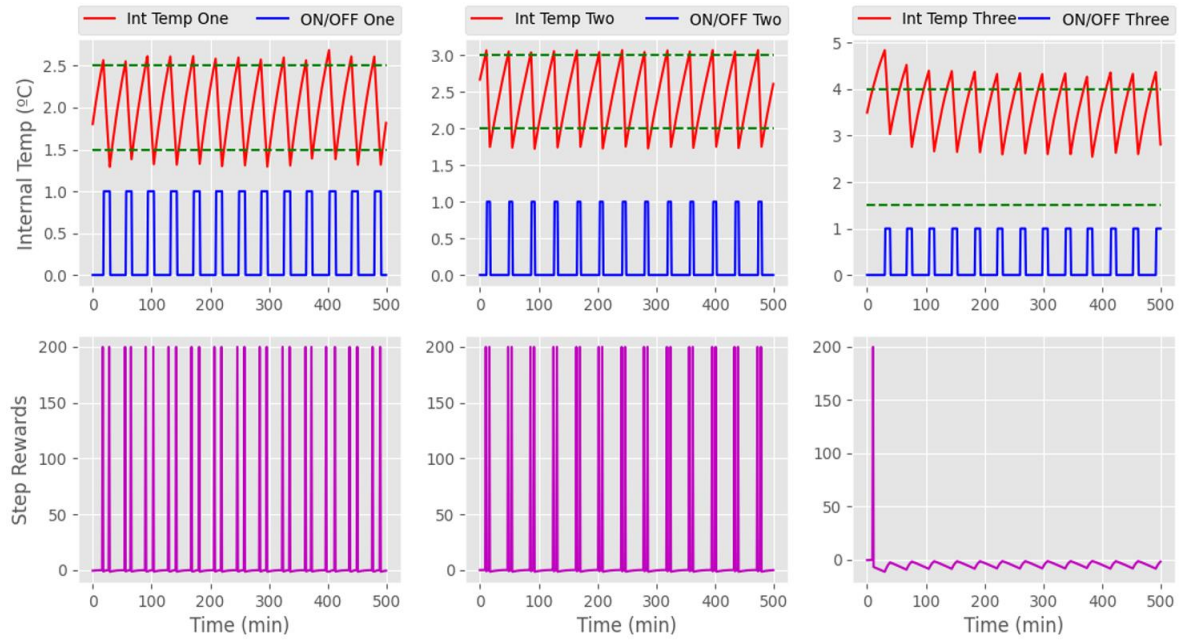 Int Temp One ON/OFF One
Int Temp Two ON/OFF Two
Int Temp Three ON/OFF Three
Internal Temp (ºC)
2.5
2.0
1.5
1.0
0.5
0.0
0 100 200 300 400 500
3.0
2.5
2.0
1.5
1.0
0.5
0.0
0 100 200 300 400 500
5
4
3
2
1
0
0 100 200 300 400 500
Step Rewards
200
150
100
50
0
0 100 200 300 400 500
Time (min)
200
150
100
50
0
0 100 200 300 400 500
Time (min)
200
150
100
50
0
0 100 200 300 400 500
Time (min)